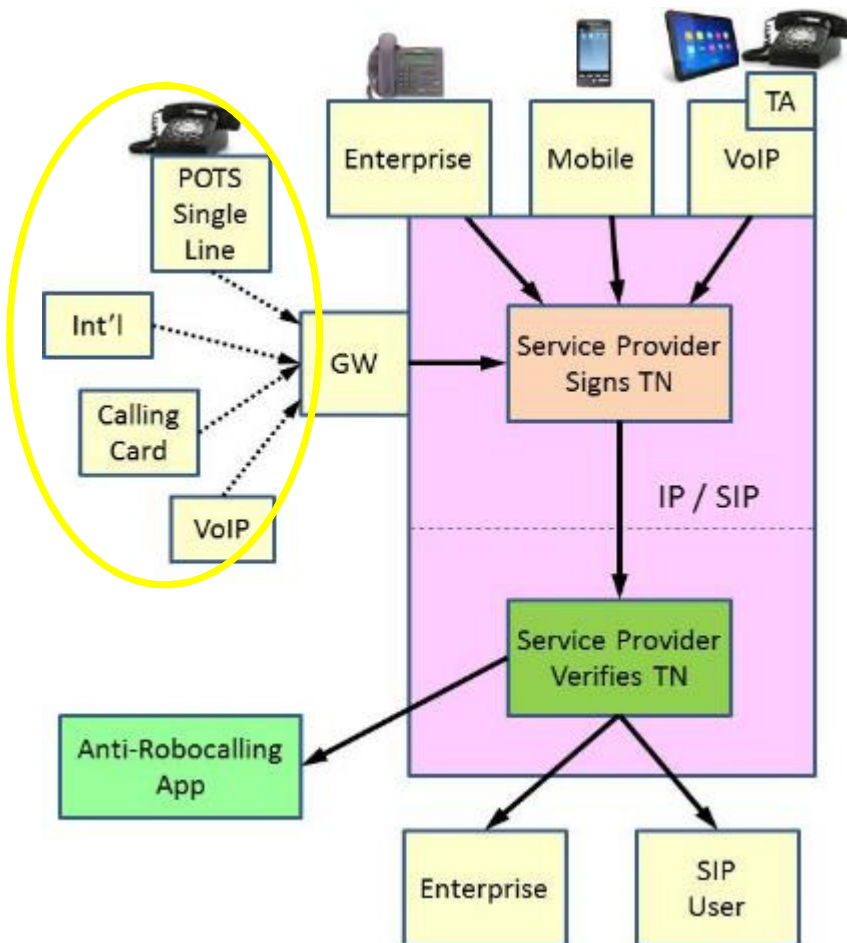 TA
Enterprise
Mobile
VoIP
POTS
Single
Line
Int'l
GW
Service Provider
Signs TN
Calling
Card
IP / SIP
VoIP
Service Provider
Verifies TN
Anti-Robocalling
App
Enterprise
SIP
User